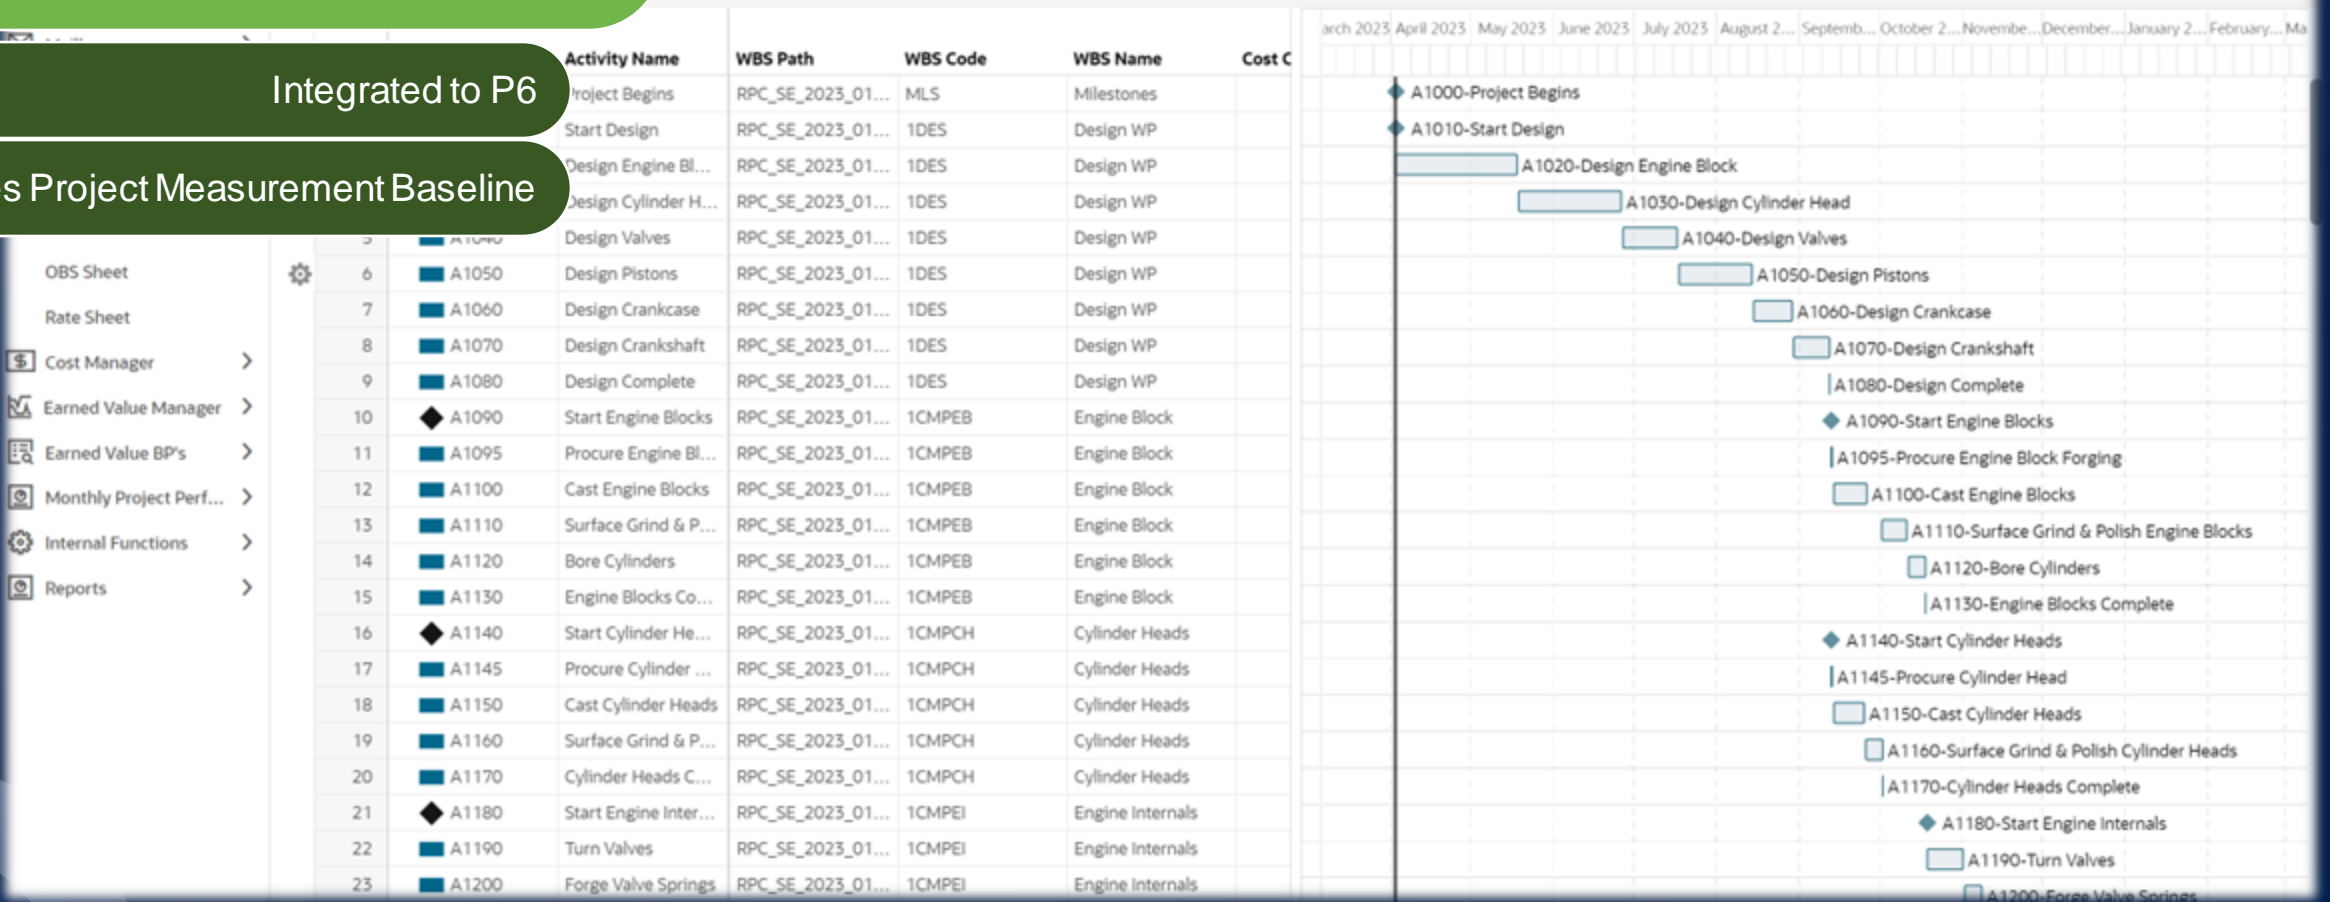 Integrated to P6
s Project Measurement Baseline
OBS Sheet
Rate Sheet
Cost Manager
Earned Value Manager
Earned Value BP's
Monthly Project Perf...
Internal Functions
Reports
Activity Name WBS Path WBS Code WBS Name Cost C
Project Begins RPC_SE_2023_01... MLS Milestones
Start Design RPC_SE_2023_01... 1DES Design WP
Design Engine Bl... RPC_SE_2023_01... 1DES Design WP
Design Cylinder H... RPC_SE_2023_01... 1DES Design WP
5 A1040 Design Valves RPC_SE_2023_01... 1DES Design WP
6 A1050 Design Pistons RPC_SE_2023_01... 1DES Design WP
7 A1060 Design Crankcase RPC_SE_2023_01... 1DES Design WP
8 A1070 Design Crankshaft RPC_SE_2023_01... 1DES Design WP
9 A1080 Design Complete RPC_SE_2023_01... 1DES Design WP
10 A1090 Start Engine Blocks RPC_SE_2023_01... 1CMPEB Engine Block
11 A1095 Procure Engine Bl... RPC_SE_2023_01... 1CMPEB Engine Block
12 A1100 Cast Engine Blocks RPC_SE_2023_01... 1CMPEB Engine Block
13 A1110 Surface Grind & P... RPC_SE_2023_01... 1CMPEB Engine Block
14 A1120 Bore Cylinders RPC_SE_2023_01... 1CMPEB Engine Block
15 A1130 Engine Blocks Co... RPC_SE_2023_01... 1CMPEB Engine Block
16 A1140 Start Cylinder He... RPC_SE_2023_01... 1CMPCH Cylinder Heads
17 A1145 Procure Cylinder ... RPC_SE_2023_01... 1CMPCH Cylinder Heads
18 A1150 Cast Cylinder Heads RPC_SE_2023_01... 1CMPCH Cylinder Heads
19 A1160 Surface Grind & P... RPC_SE_2023_01... 1CMPCH Cylinder Heads
20 A1170 Cylinder Heads C... RPC_SE_2023_01... 1CMPCH Cylinder Heads
21 A1180 Start Engine Inter... RPC_SE_2023_01... 1CMPEI Engine Internals
22 A1190 Turn Valves RPC_SE_2023_01... 1CMPEI Engine Internals
23 A1200 Forge Valve Springs RPC_SE_2023_01... 1CMPEI Engine Internals
arch 2023 April 2023 May 2023 June 2023 July 2023 August 2... Septemb... October 2... Novembe... December... January 2... February... Ma
A1000-Project Begins
A1010-Start Design
A1020-Design Engine Block
A1030-Design Cylinder Head
A1040-Design Valves
A1050-Design Pistons
A1060-Design Crankcase
A1070-Design Crankshaft
A1080-Design Complete
A1090-Start Engine Blocks
A1095-Procure Engine Block Forging
A1100-Cast Engine Blocks
A1110-Surface Grind & Polish Engine Blocks
A1120-Bore Cylinders
A1130-Engine Blocks Complete
A1140-Start Cylinder Heads
A1145-Procure Cylinder Head
A1150-Cast Cylinder Heads
A1160-Surface Grind & Polish Cylinder Heads
A1170-Cylinder Heads Complete
A1180-Start Engine Internals
A1190-Turn Valves
A1200-Forge Valve Springs